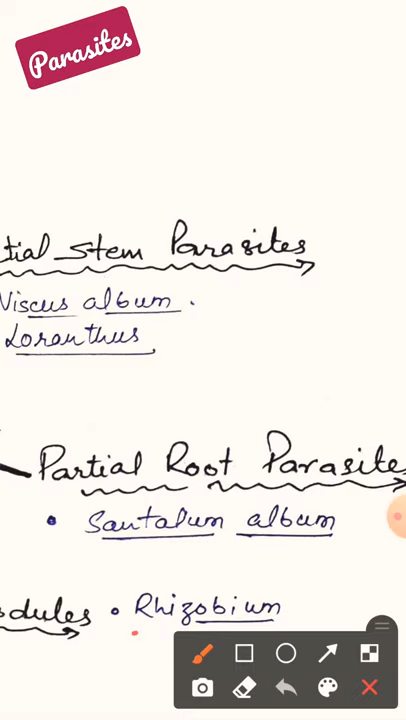 Parasites
tial Stem Parasites
Viscus album.
Loranthus
Partial Root Parasite
• Santalum album
dules • Rhizobium